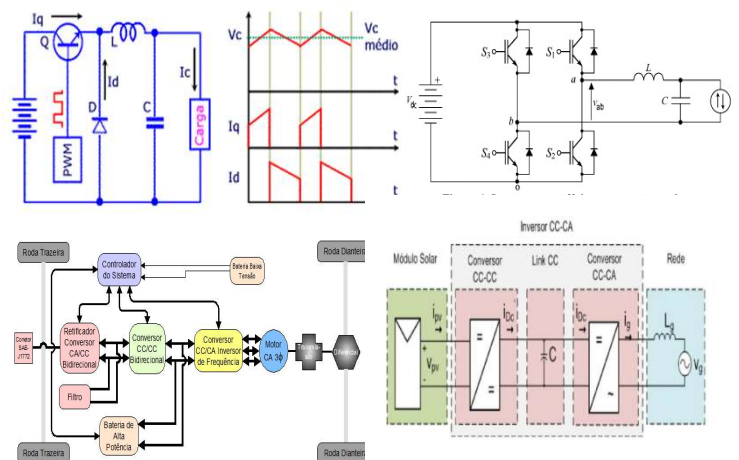 Iq
Q
L
Ic
Id
D
C
Carga
PWM
Vc
Vc
médio
t
Iq
t
Id
t
S3
S1
a
L
+
Vdc
C
vab
b
S4
S2
o
Roda Trazeira
Roda Dianteira
Controlador
do Sistema
Bateria Baixa
Tensão
Conetor
SAE-
J1772
Retificador
Conversor
CA/CC
Bidirecional
Conversor
CC/CC
Bidirecional
Conversor
CC/CA Inversor
de Frequência
Motor
CA 3ϕ
Diferencial
Filtro
Bateria de
Alta
Potência
Roda Trazeira
Roda Dianteira
Inversor CC-CA
Módulo Solar
Conversor
CC-CC
Link CC
Conversor
CC-CA
Rede
ipv
iDc
iDc
ig
Lg
+
Vpv
-
=
=
C
=
~
Vg